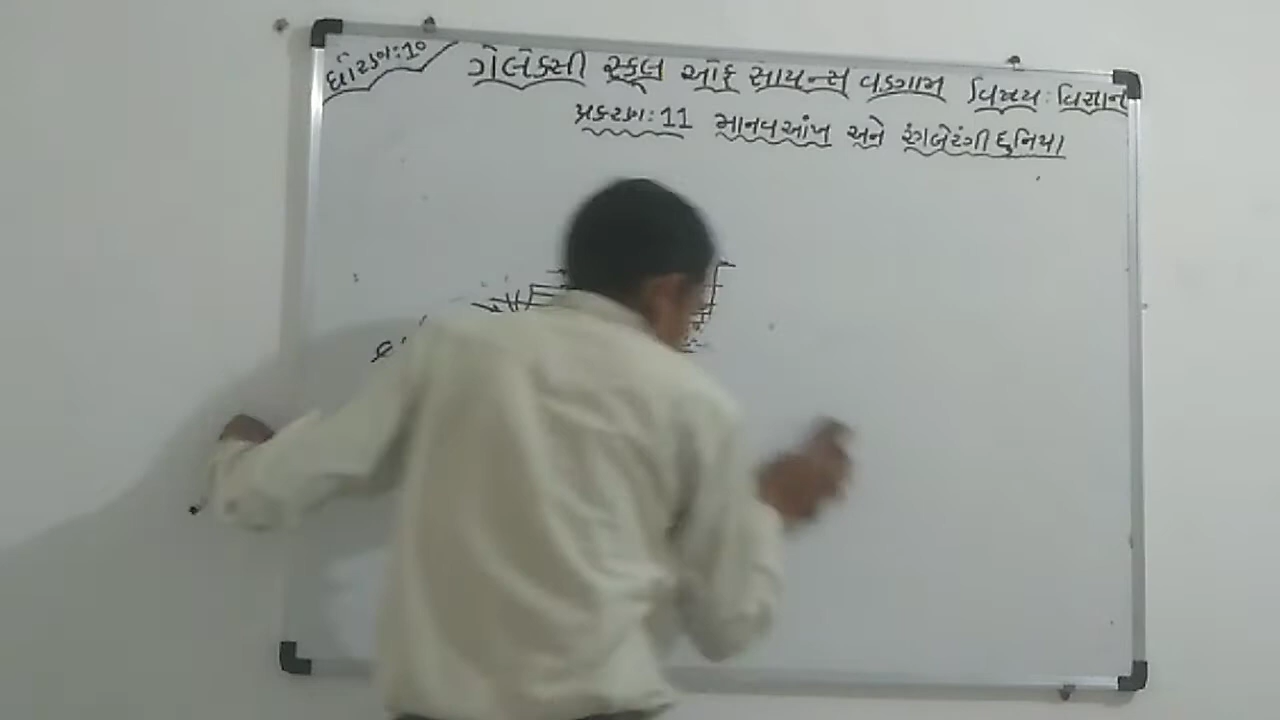 ધોરણ:10
ગેલેક્સી સ્કૂલ ઓફ સાયન્સ વડગામ વિષય: વિજ્ઞાન
પ્રકરણ:11 માનવઆંખ અને રંગબેરંગી દુનિયા